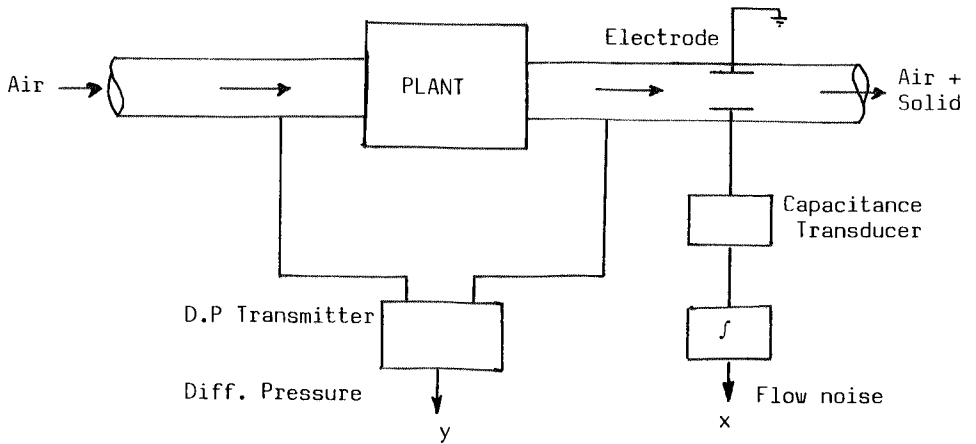 Electrode
Air
PLANT
Air +
Solid
Capacitance
Transducer
D.P Transmitter
∫
Diff. Pressure
Flow noise
y
x